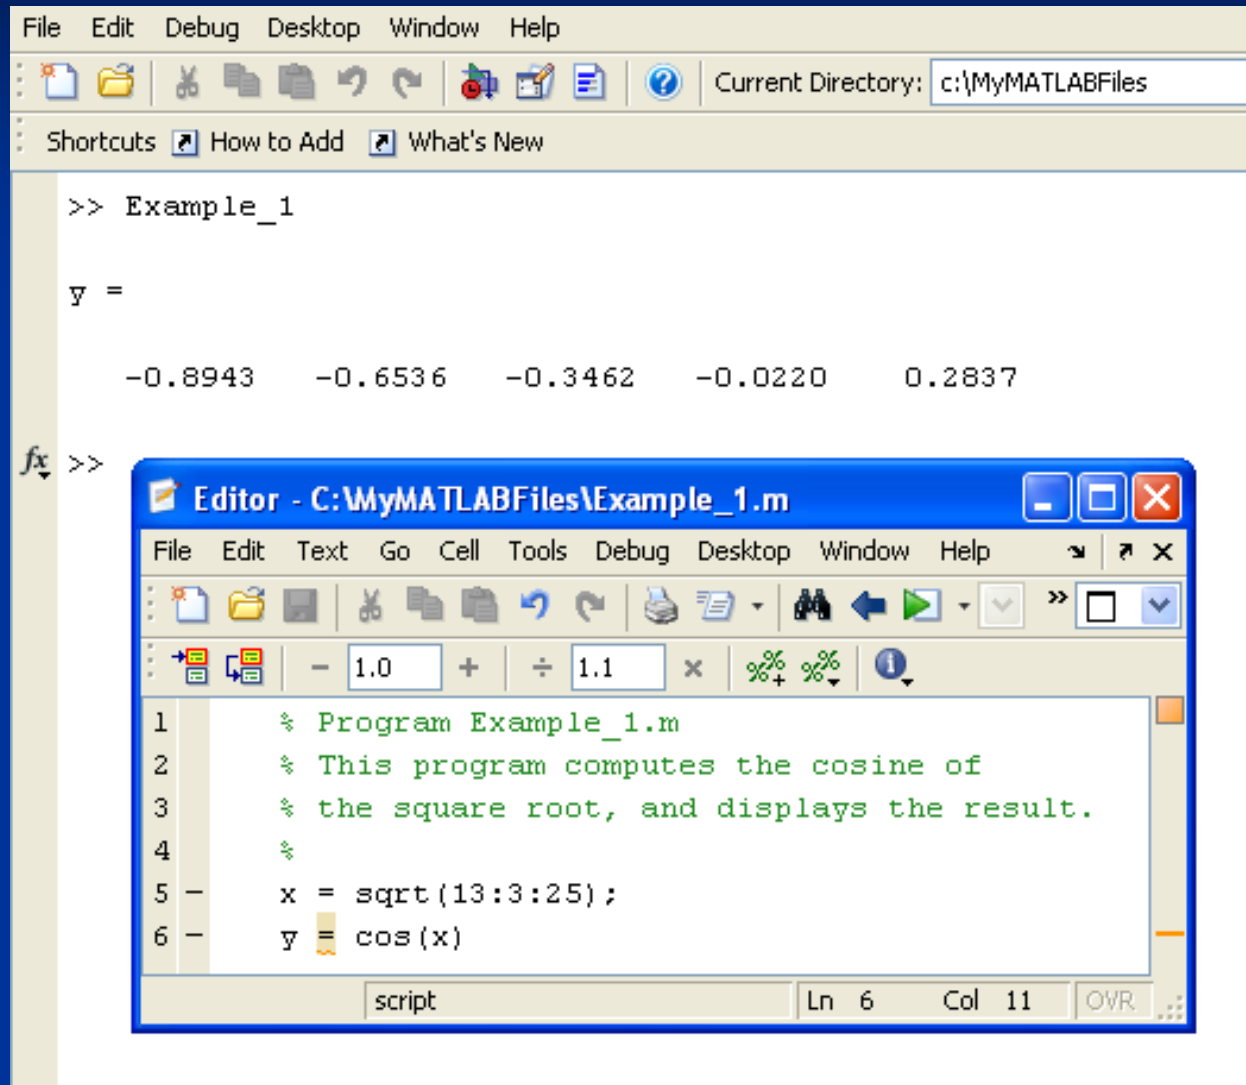 File Edit Debug Desktop Window Help
Current Directory: c:\MyMATLABFiles
Shortcuts How to Add What's New
>> Example_1
y =
-0.8943 -0.6536 -0.3462 -0.0220 0.2837
fx >>
Editor - C:\MyMATLABFiles\Example_1.m
File Edit Text Go Cell Tools Debug Desktop Window Help
- 1.0 + ÷ 1.1 ×
1 % Program Example_1.m
2 % This program computes the cosine of
3 % the square root, and displays the result.
4 %
5 - x = sqrt(13:3:25);
6 - y = cos(x)
script Ln 6 Col 11 OVR